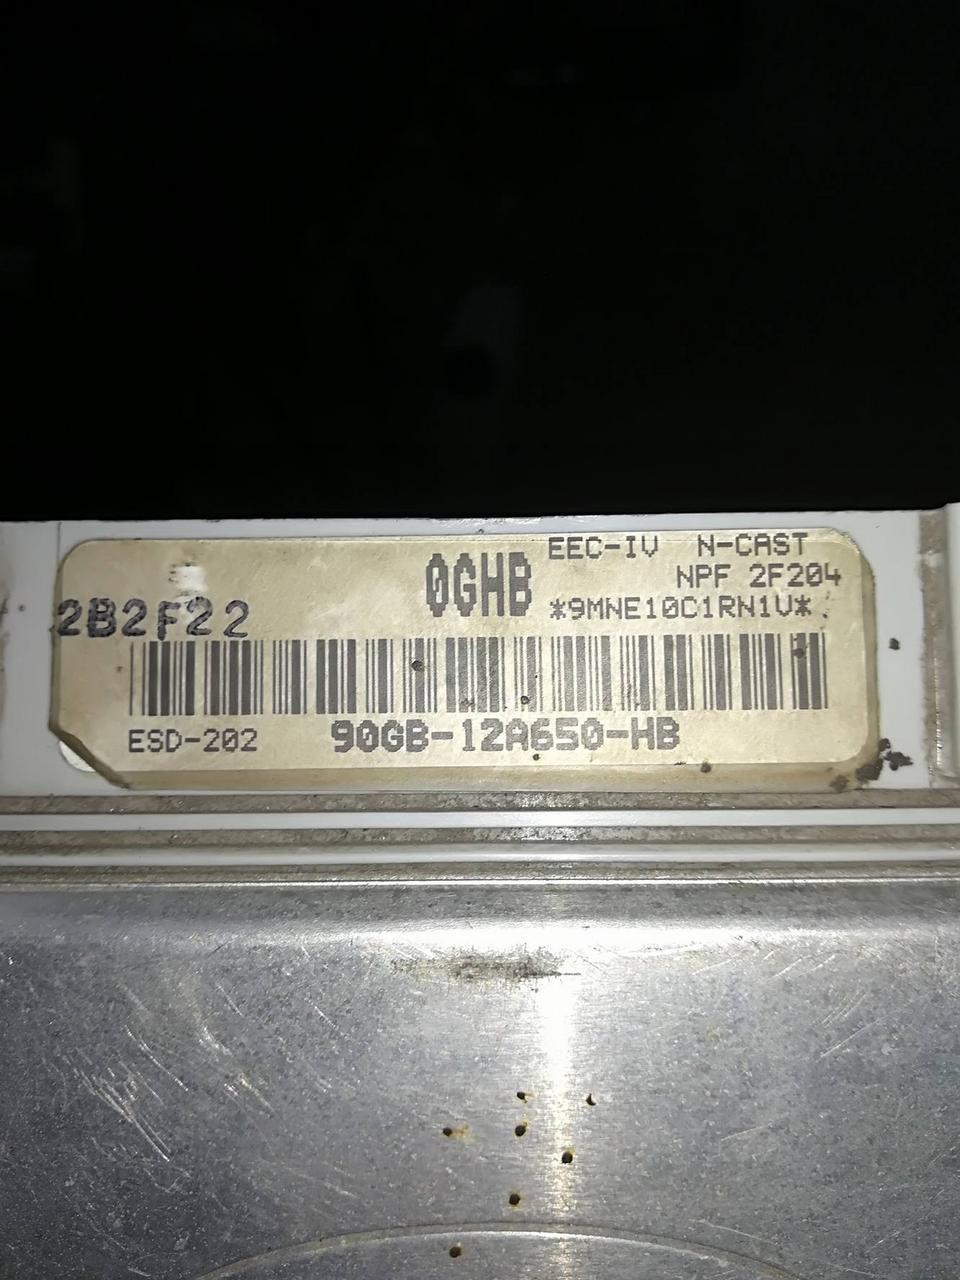 EEC-IV N-CAST
0GHB
NPF 2F204
2B2F22
*9MNE10C1RN1V*
ESD-202 90GB-12A650-HB